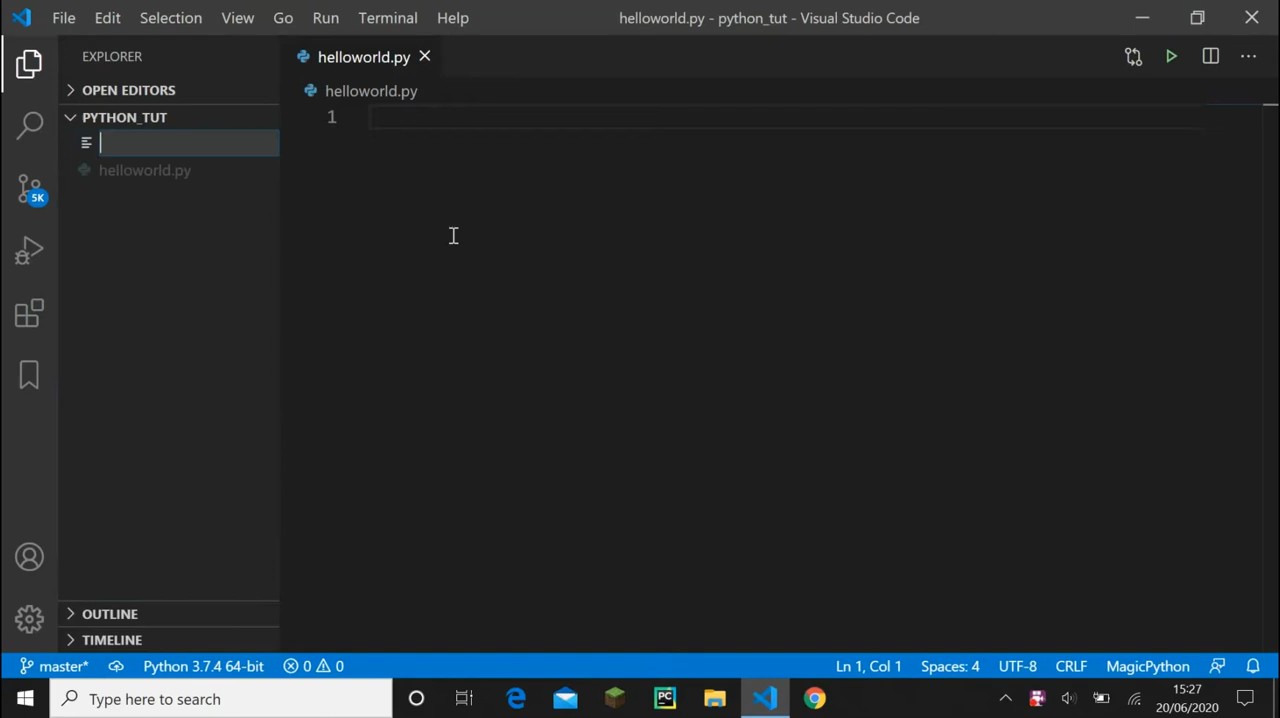 File Edit Selection View Go Run Terminal Help
helloworld.py - python_tut - Visual Studio Code
EXPLORER
helloworld.py
OPEN EDITORS
helloworld.py
PYTHON_TUT
1
helloworld.py
5K
OUTLINE
TIMELINE
master*
Python 3.7.4 64-bit
0
0
Ln 1, Col 1
Spaces: 4
UTF-8
CRLF
MagicPython
Type here to search
PC
15:27
20/06/2020